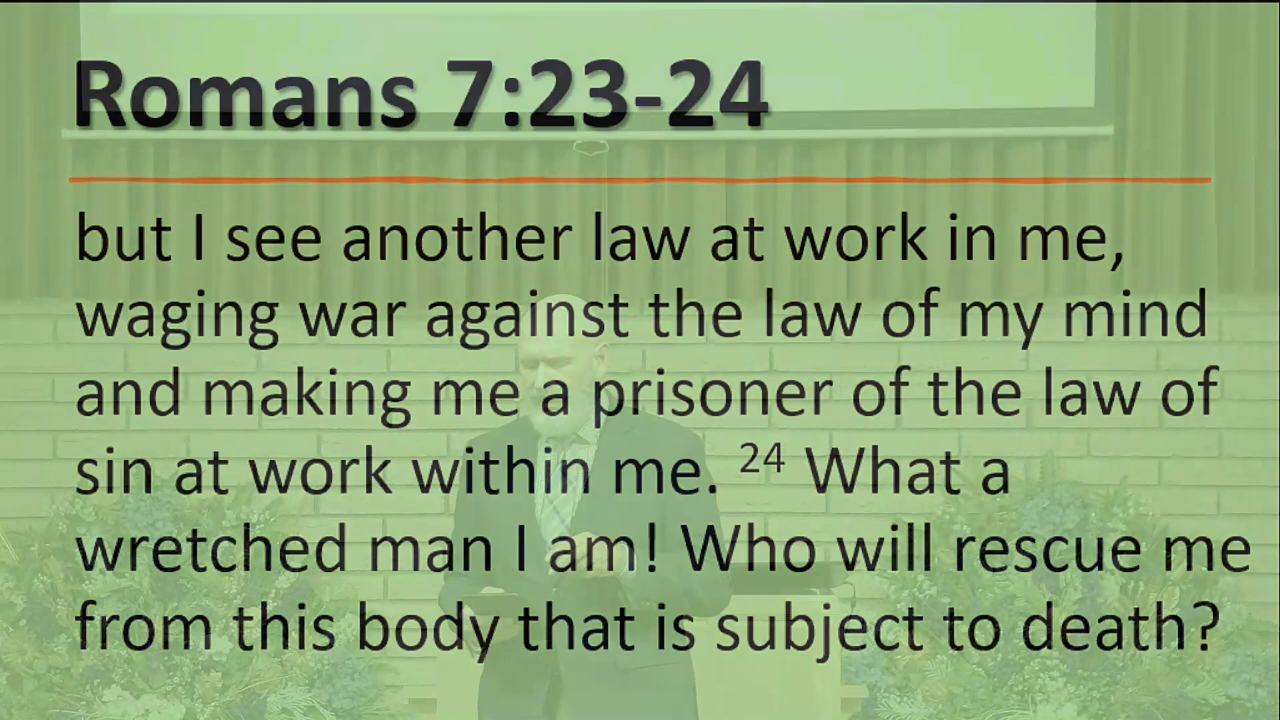 Romans 7:23-24
but I see another law at work in me,
waging war against the law of my mind
and making me a prisoner of the law of
sin at work within me. 24 What a
wretched man I am! Who will rescue me
from this body that is subject to death?